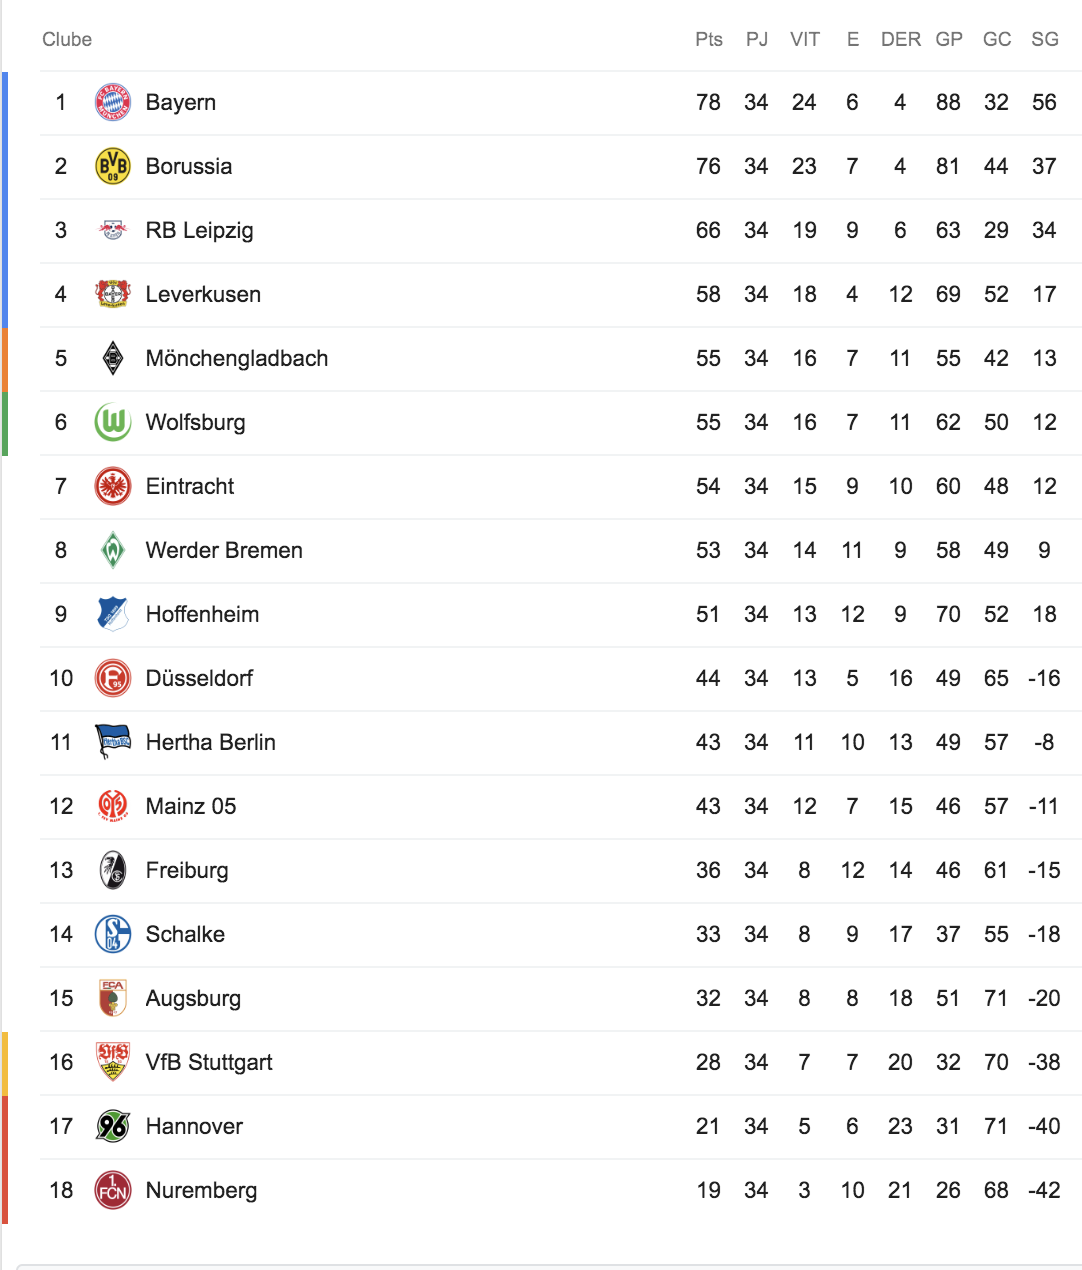 Clube Pts PJ VIT E DER GP GC SG
1 Bayern 78 34 24 6 4 88 32 56
2 BVB 09 Borussia 76 34 23 7 4 81 44 37
3 RB Leipzig 66 34 19 9 6 63 29 34
4 Leverkusen 58 34 18 4 12 69 52 17
5 Mönchengladbach 55 34 16 7 11 55 42 13
6 W Wolfsburg 55 34 16 7 11 62 50 12
7 Eintracht 54 34 15 9 10 60 48 12
8 W Werder Bremen 53 34 14 11 9 58 49 9
9 Hoffenheim 51 34 13 12 9 70 52 18
10 F 95 Düsseldorf 44 34 13 5 16 49 65 -16
11 Hertha Berlin 43 34 11 10 13 49 57 -8
12 Mainz 05 43 34 12 7 15 46 57 -11
13 Freiburg 36 34 8 12 14 46 61 -15
14 S 04 Schalke 33 34 8 9 17 37 55 -18
15 FCA Augsburg 32 34 8 8 18 51 71 -20
16 VfB VfB Stuttgart 28 34 7 7 20 32 70 -38
17 96 Hannover 21 34 5 6 23 31 71 -40
18 1. FCN Nuremberg 19 34 3 10 21 26 68 -42